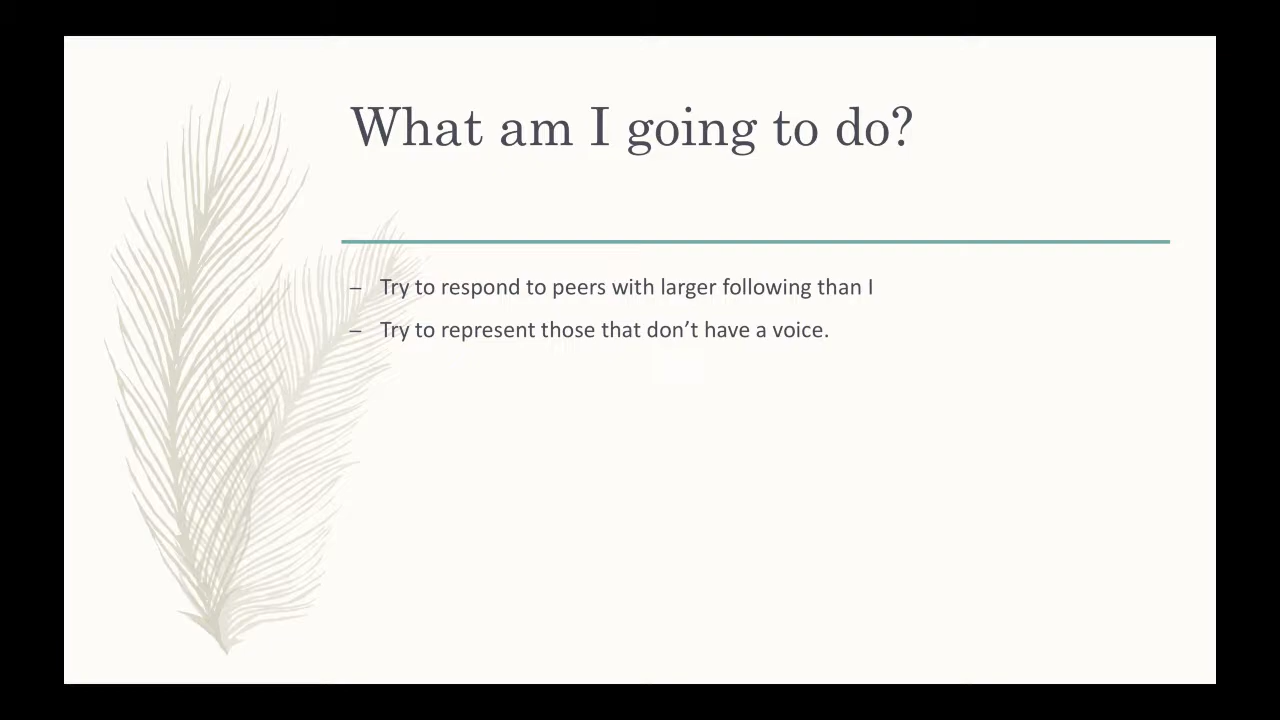 What am I going to do?
– Try to respond to peers with larger following than I
– Try to represent those that don’t have a voice.